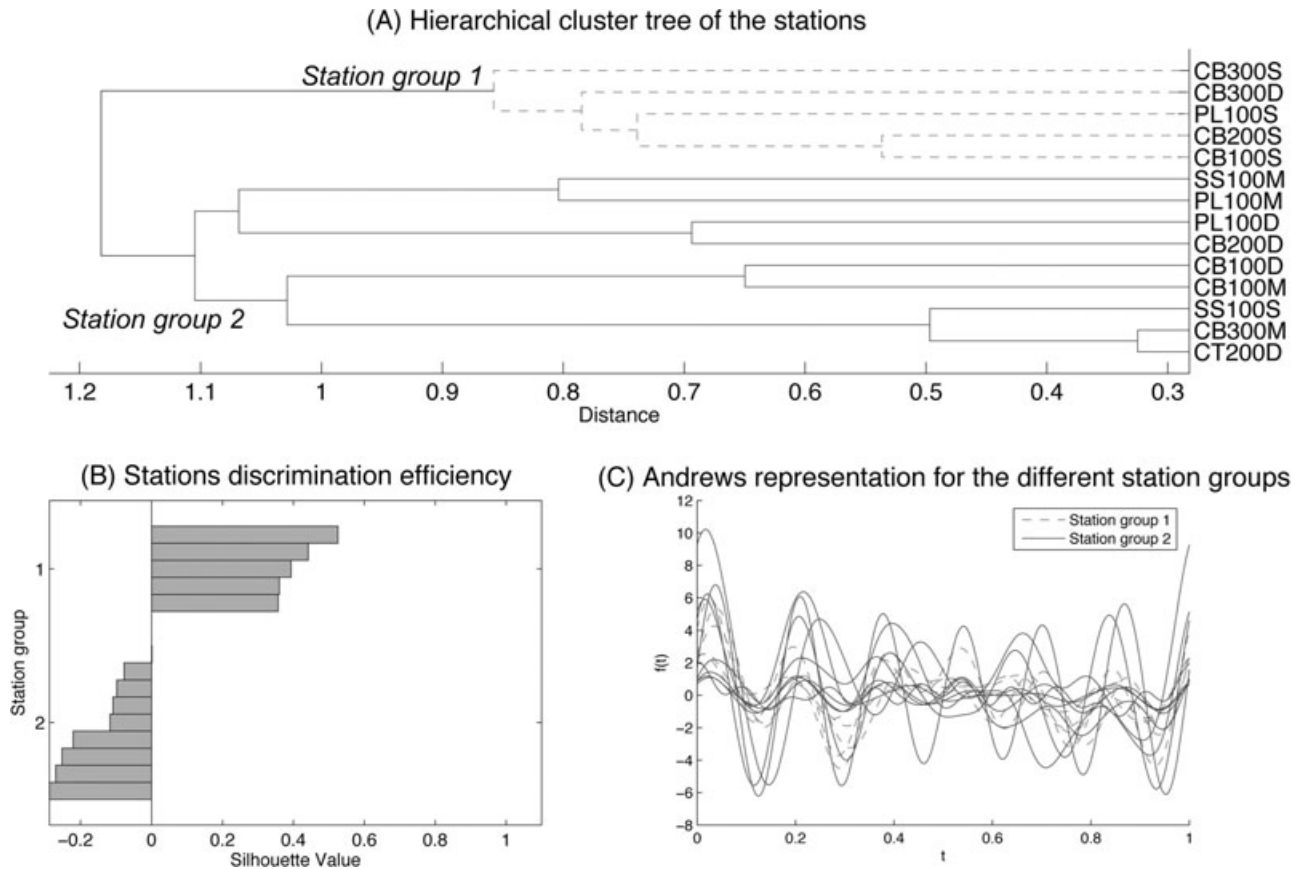 (A) Hierarchical cluster tree of the stations
Station group 1
CB300S
CB300D
PL100S
CB200S
CB100S
SS100M
PL100M
PL100D
CB200D
CB100D
CB100M
SS100S
CB300M
CT200D
Station group 2
1.2 1.1 1 0.9 0.8 0.7 0.6 0.5 0.4 0.3
Distance
(B) Stations discrimination efficiency
Station group
1
2
−0.2 0 0.2 0.4 0.6 0.8 1
Silhouette Value
(C) Andrews representation for the different station groups
f(t)
12
10
8
6
4
2
0
−2
−4
−6
−8
Station group 1
Station group 2
0 0.2 0.4 0.6 0.8 1
t